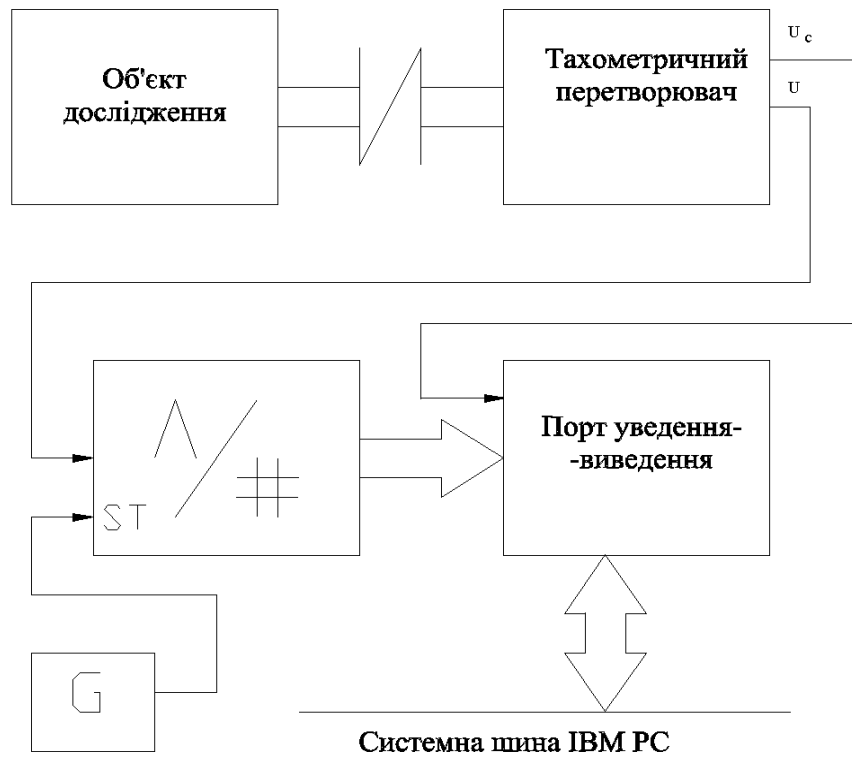 Об'єкт
дослідження
Тахометричний
перетворювач
U c
U
Порт уведення-
-виведення
ST
#
G
Системна шина IBM PC